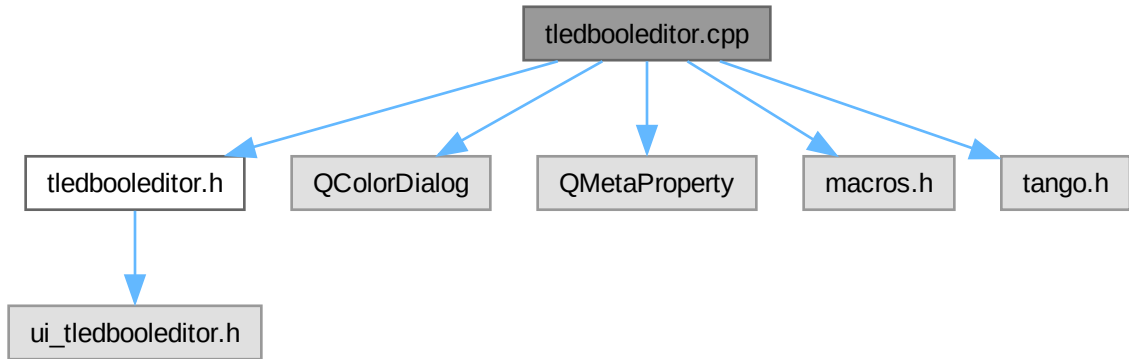 tledbooleditor.cpp
tledbooleditor.h
QColorDialog
QMetaProperty
macros.h
tango.h
ui_tledbooleditor.h